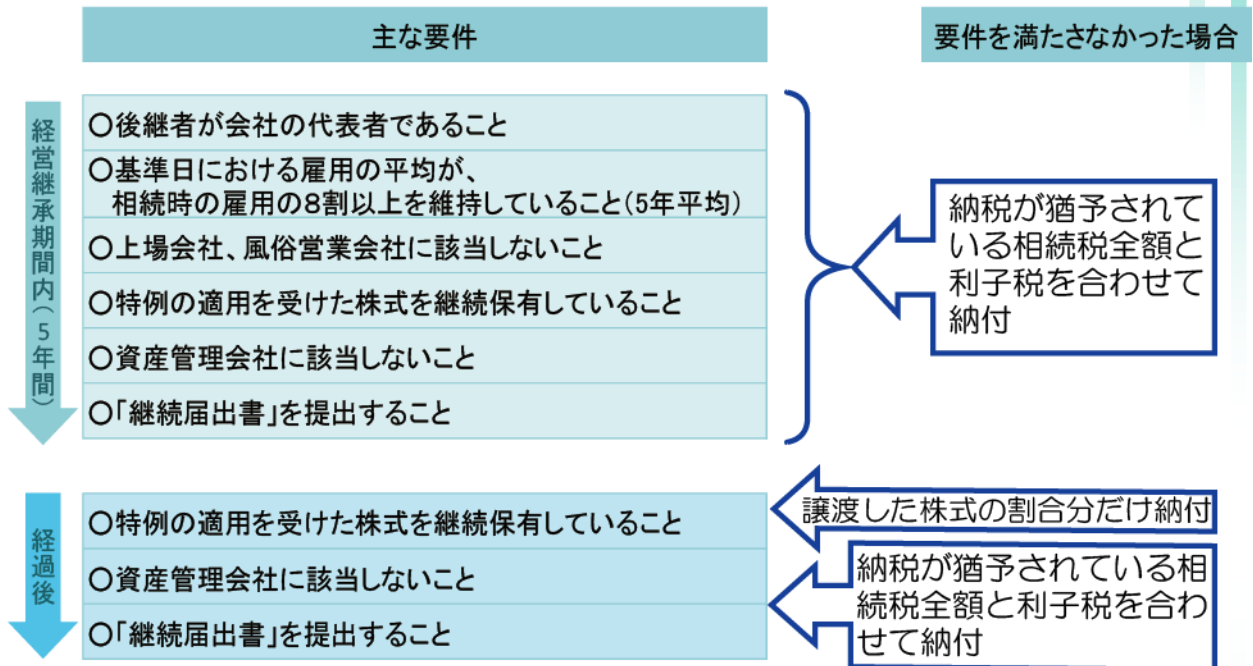 主な要件
要件を満たさなかった場合
経営継承期間内(5年間)
○後継者が会社の代表者であること
○基準日における雇用の平均が、
相続時の雇用の8割以上を維持していること(5年平均)
○上場会社、風俗営業会社に該当しないこと
○特例の適用を受けた株式を継続保有していること
○資産管理会社に該当しないこと
○「継続届出書」を提出すること
納税が猶予されて
いる相続税全額と
利子税を合わせて
納付
経過後
○特例の適用を受けた株式を継続保有していること
○資産管理会社に該当しないこと
○「継続届出書」を提出すること
譲渡した株式の割合分だけ納付
納税が猶予されている相
続税全額と利子税を合わ
せて納付